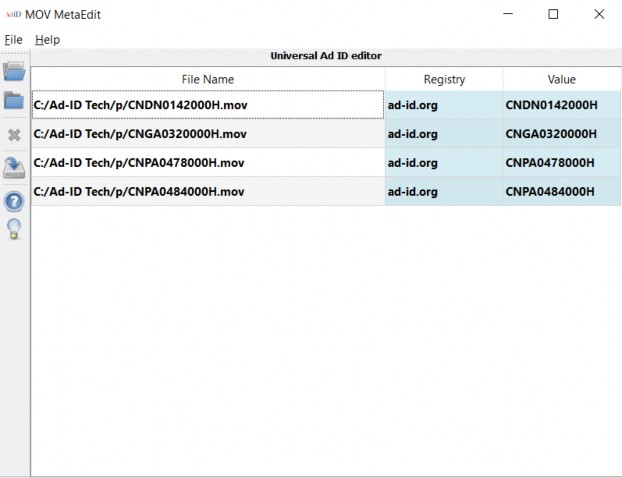 Ad-ID MOV MetaEdit
File Help
Universal Ad ID editor
File Name Registry Value
C:/Ad-ID Tech/p/CNDN0142000H.mov ad-id.org CNDN0142000H
C:/Ad-ID Tech/p/CNGA0320000H.mov ad-id.org CNGA0320000H
C:/Ad-ID Tech/p/CNPA0478000H.mov ad-id.org CNPA0478000H
C:/Ad-ID Tech/p/CNPA0484000H.mov ad-id.org CNPA0484000H